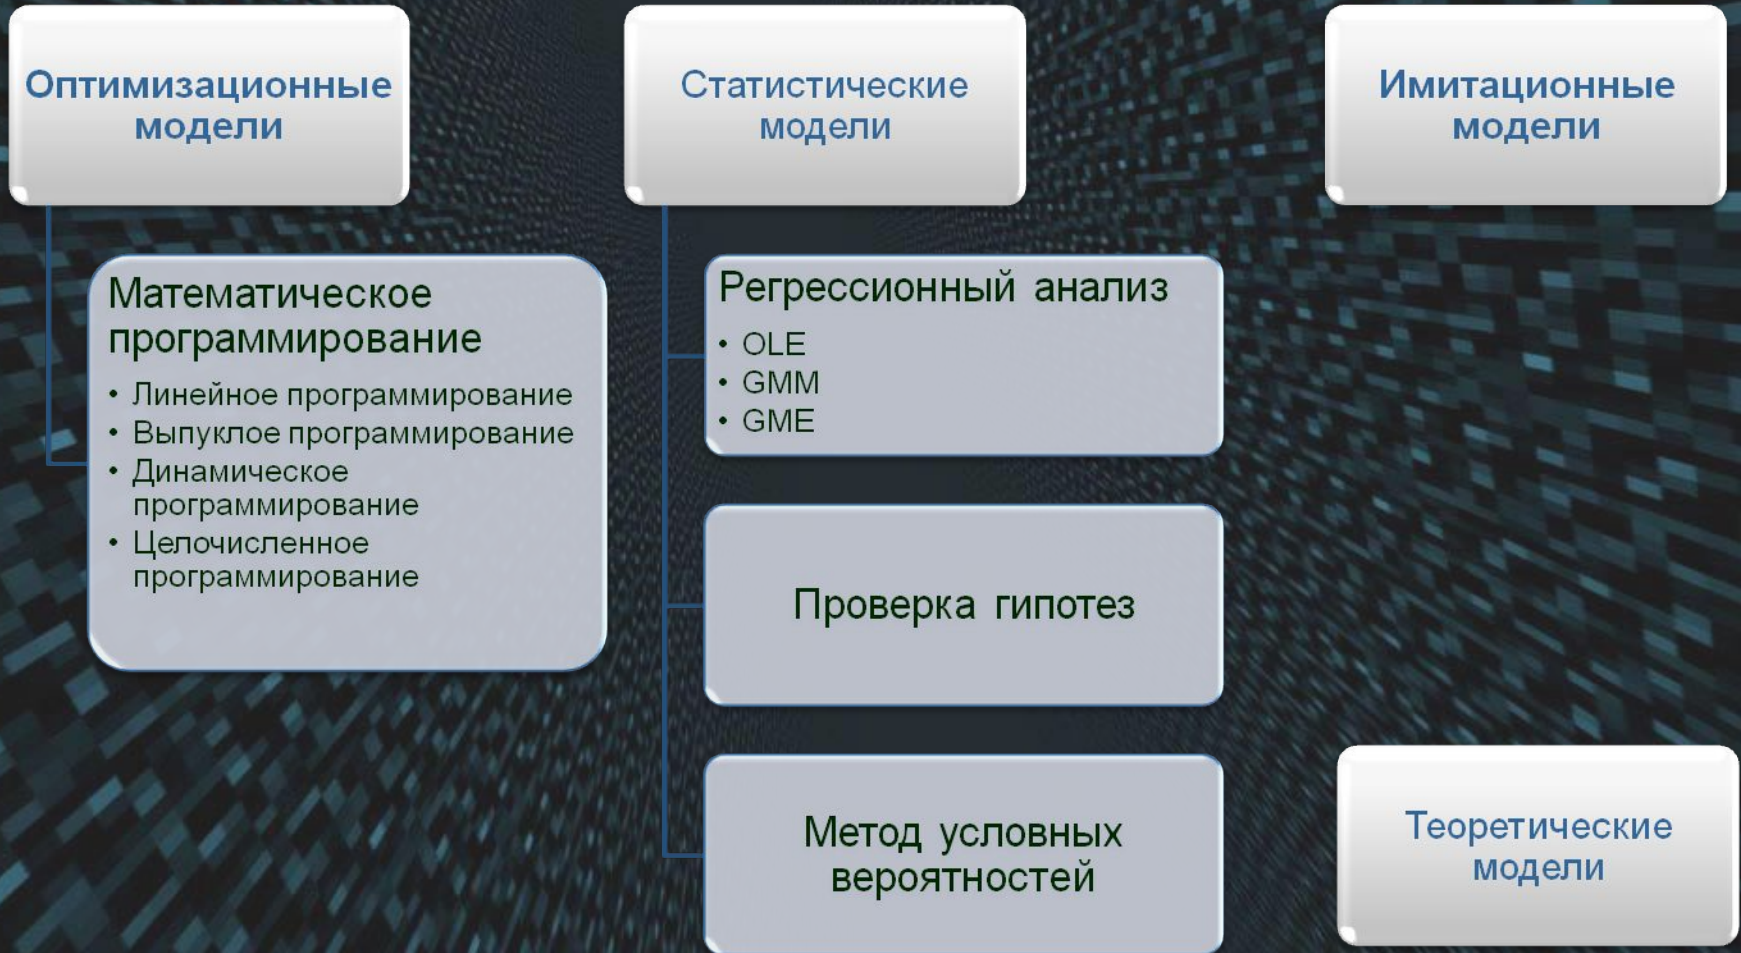 Оптимизационные
модели
Математическое
программирование
• Линейное программирование
• Выпуклое программирование
• Динамическое
программирование
• Целочисленное
программирование
Статистические
модели
Регрессионный анализ
• OLE
• GMM
• GME
Проверка гипотез
Метод условных
вероятностей
Имитационные
модели
Теоретические
модели